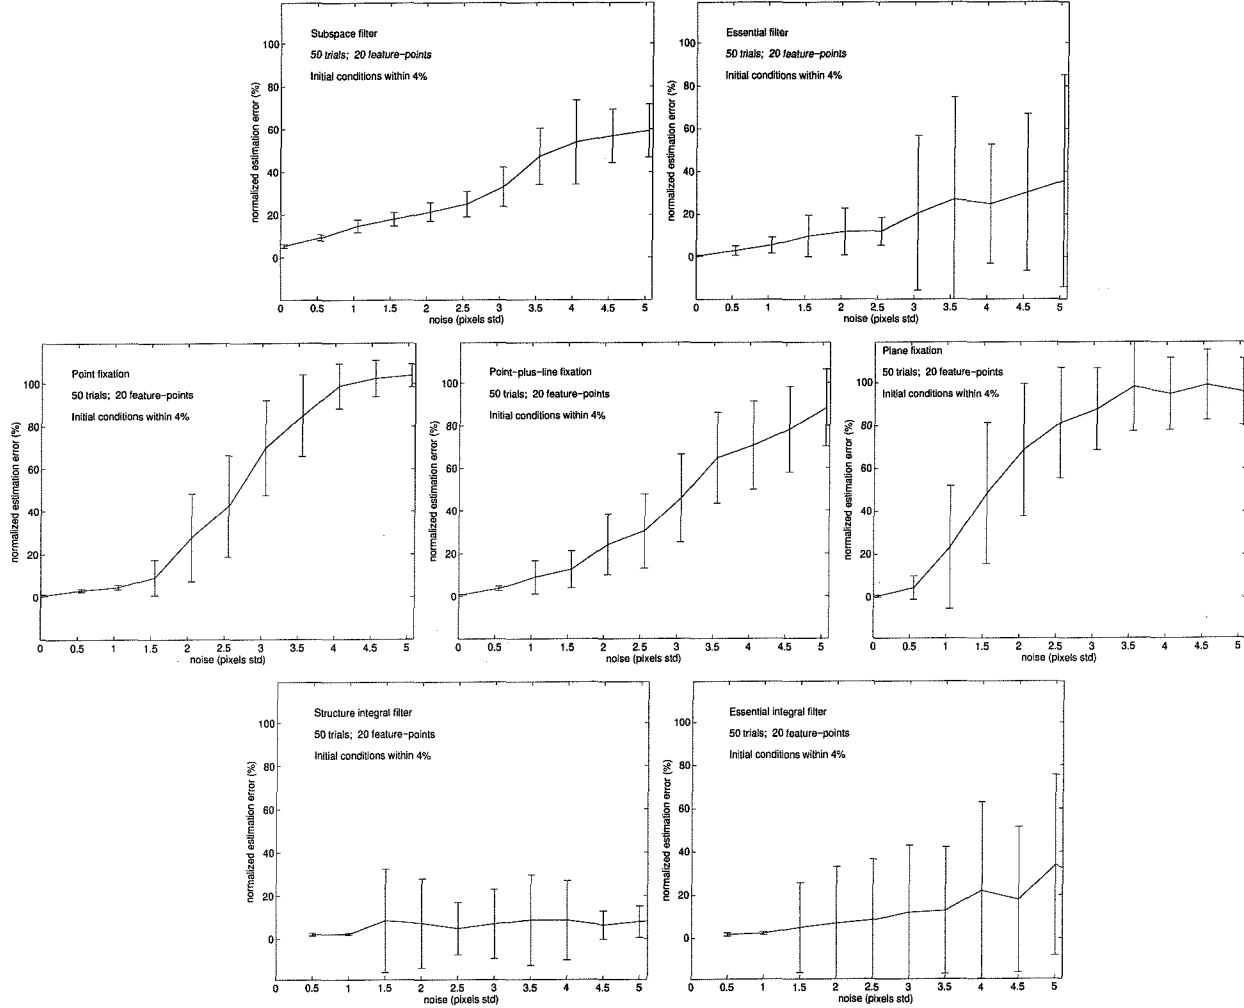 Subspace filter
50 trials; 20 feature-points
Initial conditions within 4%
normalized estimation error (%)
100
80
60
40
20
0
0 0.5 1 1.5 2 2.5 3 3.5 4 4.5 5
noise (pixels std)
Essential filter
50 trials; 20 feature-points
Initial conditions within 4%
normalized estimation error (%)
100
80
60
40
20
0
0 0.5 1 1.5 2 2.5 3 3.5 4 4.5 5
noise (pixels std)
Point fixation
50 trials; 20 feature-points
Initial conditions within 4%
normalized estimation error (%)
100
80
60
40
20
0
0 0.5 1 1.5 2 2.5 3 3.5 4 4.5 5
noise (pixels std)
Point-plus-line fixation
50 trials; 20 feature-points
Initial conditions within 4%
normalized estimation error (%)
100
80
60
40
20
0
0 0.5 1 1.5 2 2.5 3 3.5 4 4.5 5
noise (pixels std)
Plane fixation
50 trials; 20 feature-points
Initial conditions within 4%
normalized estimation error (%)
100
80
60
40
20
0
0 0.5 1 1.5 2 2.5 3 3.5 4 4.5 5
noise (pixels std)
Structure integral filter
50 trials; 20 feature-points
Initial conditions within 4%
normalized estimation error (%)
100
80
60
40
20
0
0 0.5 1 1.5 2 2.5 3 3.5 4 4.5 5
noise (pixels std)
Essential integral filter
50 trials; 20 feature-points
Initial conditions within 4%
normalized estimation error (%)
100
80
60
40
20
0
0 0.5 1 1.5 2 2.5 3 3.5 4 4.5 5
noise (pixels std)